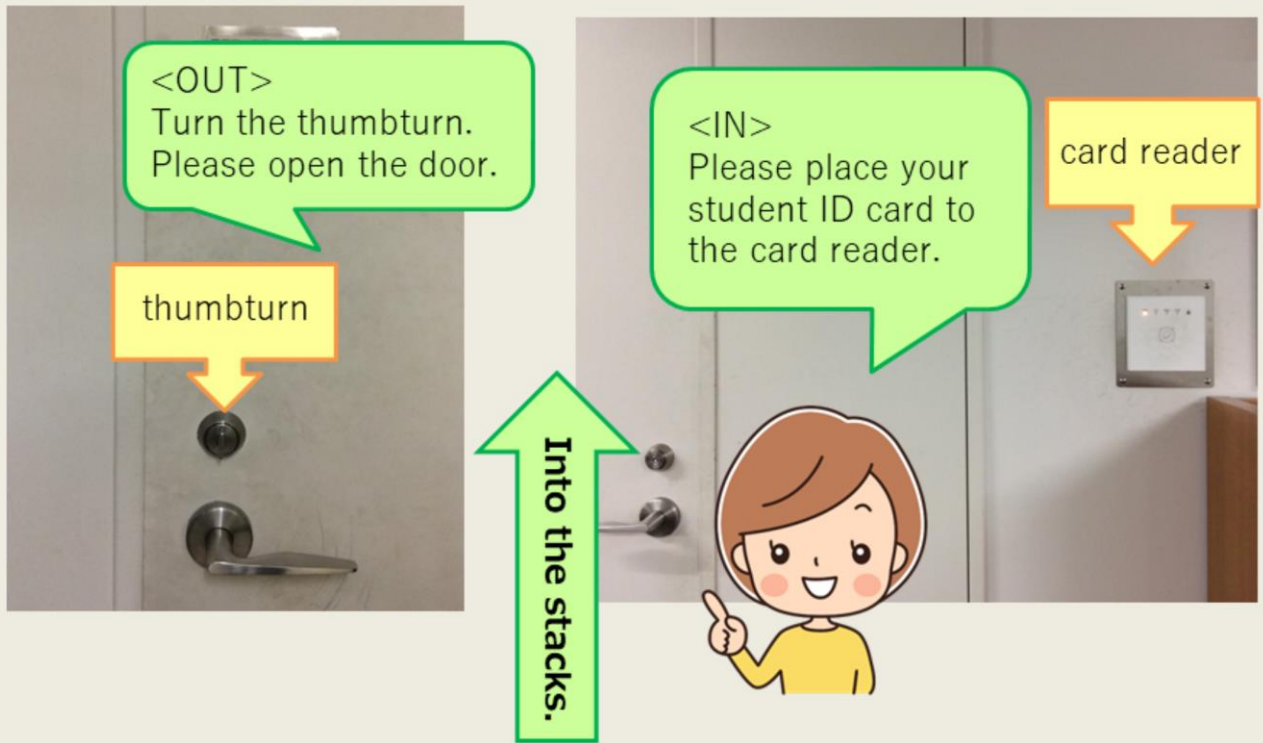 <OUT>
Turn the thumbturn.
Please open the door.
thumbturn
<IN>
Please place your
student ID card to
the card reader.
card reader
Into the stacks.